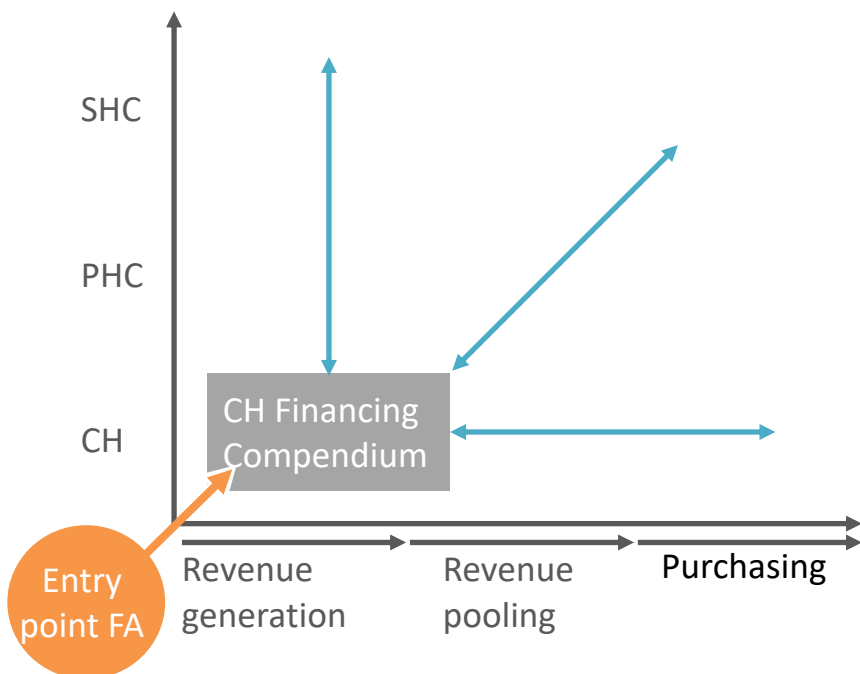 SHC
PHC
CH
CH Financing
Compendium
Entry
point FA
Revenue
generation
Revenue
pooling
Purchasing